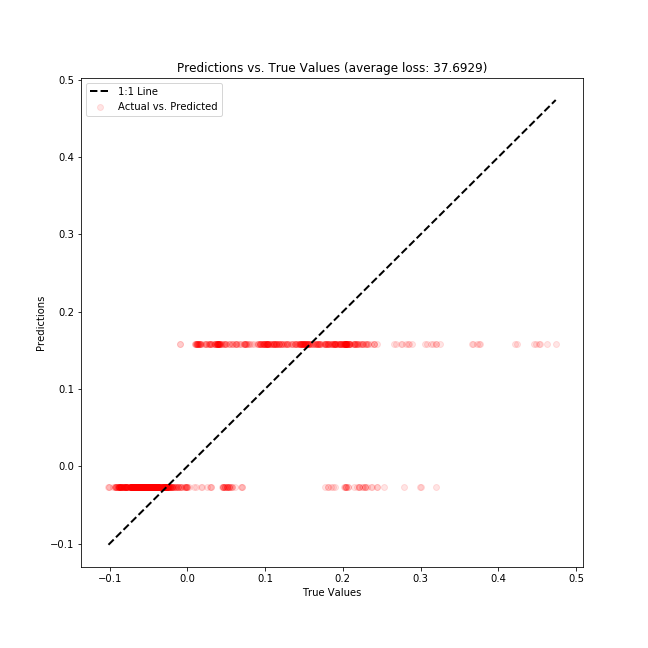 Predictions vs. True Values (average loss: 37.6929)
1:1 Line
Actual vs. Predicted
0.5
0.4
0.3
0.2
0.1
0.0
−0.1
Predictions
−0.1 0.0 0.1 0.2 0.3 0.4 0.5
True Values